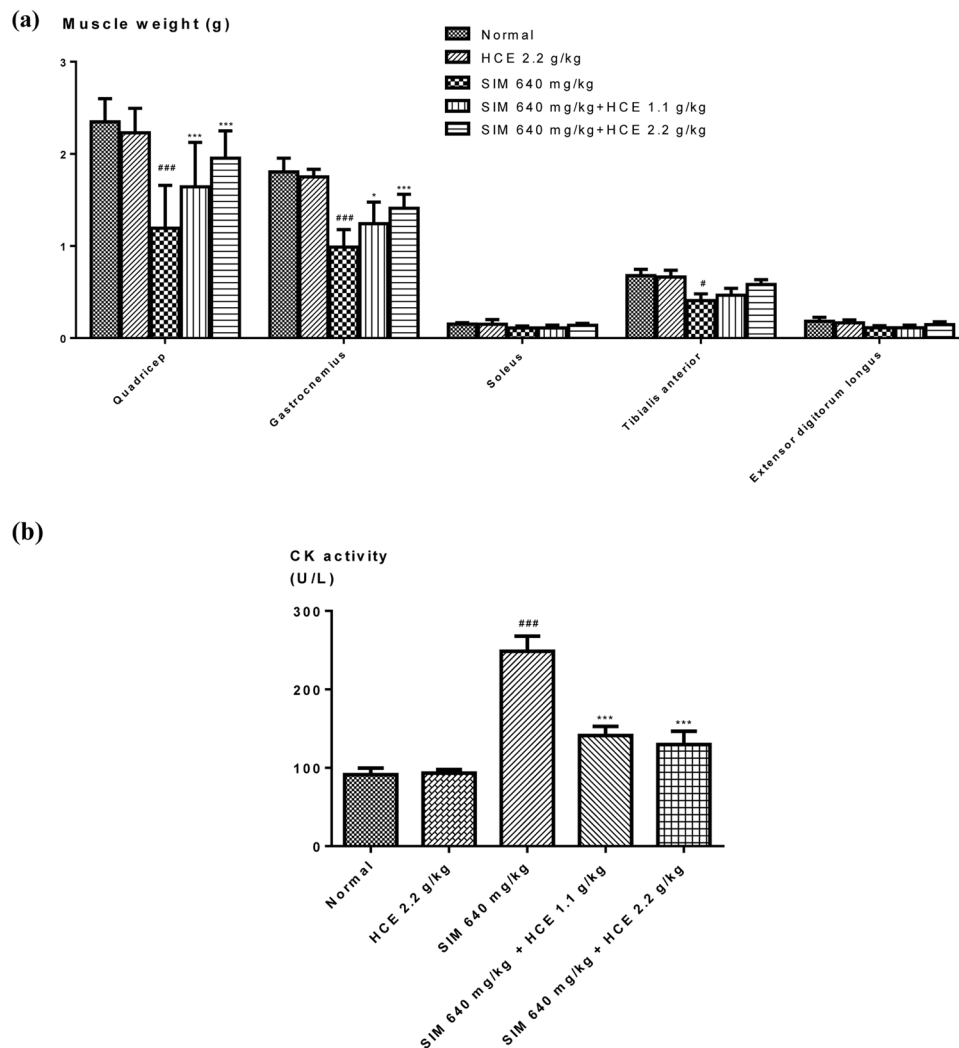 (a)
Muscle weight (g)
Normal
HCE 2.2 g/kg
SIM 640 mg/kg
SIM 640 mg/kg+HCE 1.1 g/kg
SIM 640 mg/kg+HCE 2.2 g/kg
3
2
1
0
###
***
***
###
*
***
#
Quadricep
Gastrocnemius
Soleus
Tibialis anterior
Extensor digitorum longus
(b)
CK activity
(U/L)
300
200
100
0
###
***
***
Normal
HCE 2.2 g/kg
SIM 640 mg/kg
SIM 640 mg/kg + HCE 1.1 g/kg
SIM 640 mg/kg + HCE 2.2 g/kg